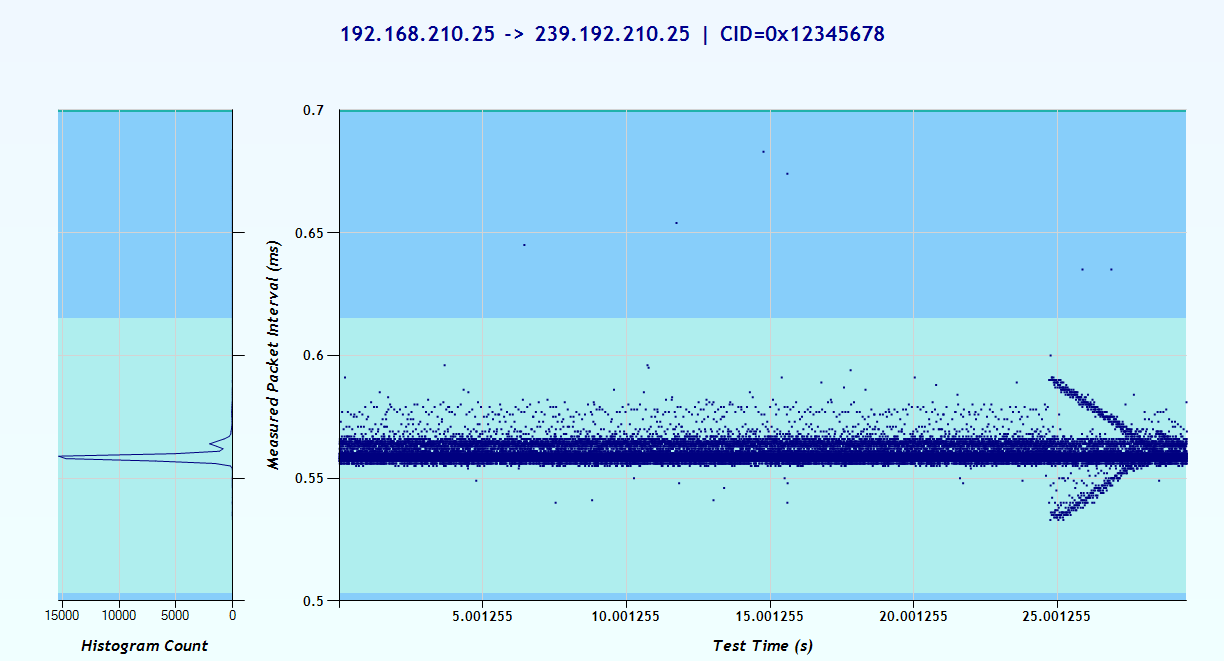 192.168.210.25 -> 239.192.210.25 | CID=0x12345678
0.7
0.65
0.6
0.55
0.5
Measured Packet Interval (ms)
15000 10000 5000 0
Histogram Count
5.001255 10.001255 15.001255 20.001255 25.001255
Test Time (s)